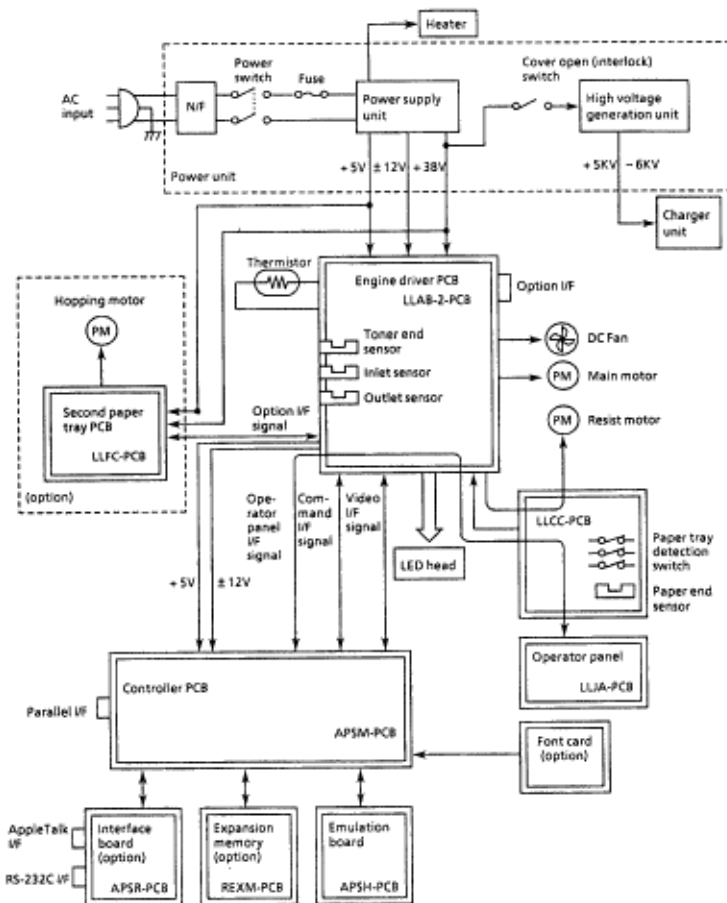 Heater
Power
switch
Fuse
Cover open (interlock)
switch
AC
input
N/F
Power supply
unit
High voltage
generation unit
Power unit
+5V
±12V
+38V
+5KV
−6KV
Charger
unit
Thermistor
Engine driver PCB
LLAB-2-PCB
Option I/F
Hopping motor
PM
Toner end
sensor
DC Fan
Inlet sensor
PM
Main motor
Outlet sensor
Second paper
tray PCB
LLFC-PCB
(option)
Option I/F
signal
PM
Resist motor
Ope-
rator
panel
I/F
signal
Com-
mand
I/F
signal
Video
I/F
signal
LED head
LLCC-PCB
Paper tray
detection
switch
Paper end
sensor
+5V
±12V
Operator panel
LLJA-PCB
Controller PCB
Parallel I/F
APSM-PCB
Font card
(option)
AppleTalk
I/F
RS-232C I/F
Interface
board
(option)
APSR-PCB
Expansion
memory
(option)
REXM-PCB
Emulation
board
APSH-PCB